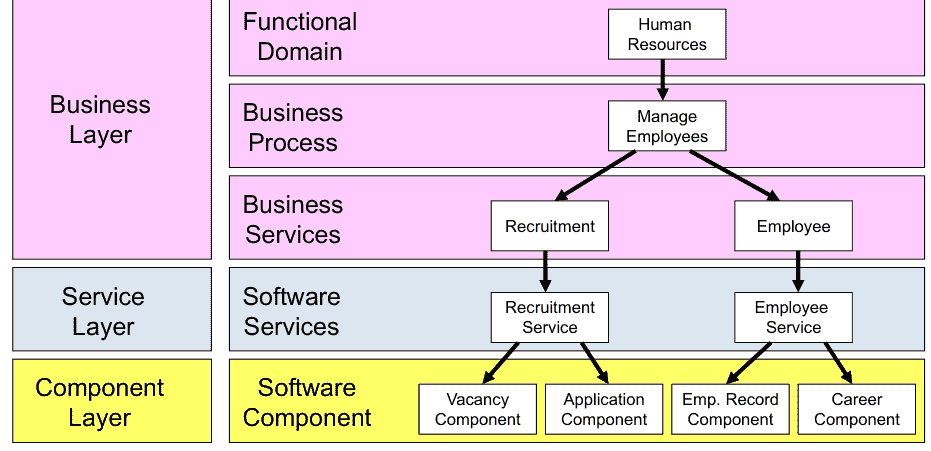 Business
Layer
Functional
Domain
Human
Resources
Business
Process
Manage
Employees
Business
Services
Recruitment
Employee
Service
Layer
Software
Services
Recruitment
Service
Employee
Service
Component
Layer
Software
Component
Vacancy
Component
Application
Component
Emp. Record
Component
Career
Component